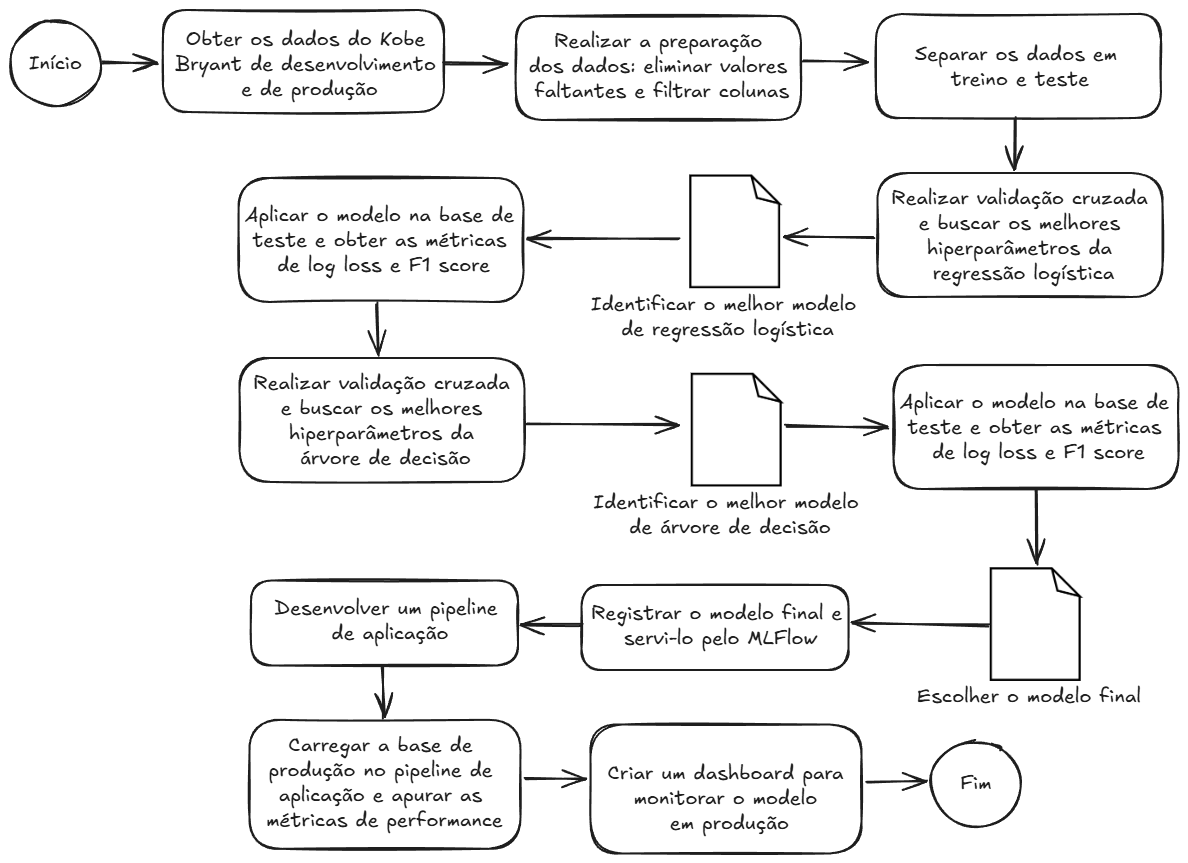 Início
Obter os dados do Kobe
Bryant de desenvolvimento
e de produção
Realizar a preparação
dos dados: eliminar valores
faltantes e filtrar colunas
Separar os dados em
treino e teste
Realizar validação cruzada
e buscar os melhores
hiperparâmetros da
regressão logística
Identificar o melhor modelo
de regressão logística
Aplicar o modelo na base de
teste e obter as métricas
de log loss e F1 score
Realizar validação cruzada
e buscar os melhores
hiperparâmetros da
árvore de decisão
Identificar o melhor modelo
de árvore de decisão
Aplicar o modelo na base de
teste e obter as métricas
de log loss e F1 score
Escolher o modelo final
Registrar o modelo final e
servi-lo pelo MLFlow
Desenvolver um pipeline
de aplicação
Carregar a base de
produção no pipeline de
aplicação e apurar as
métricas de performance
Criar um dashboard para
monitorar o modelo
em produção
Fim